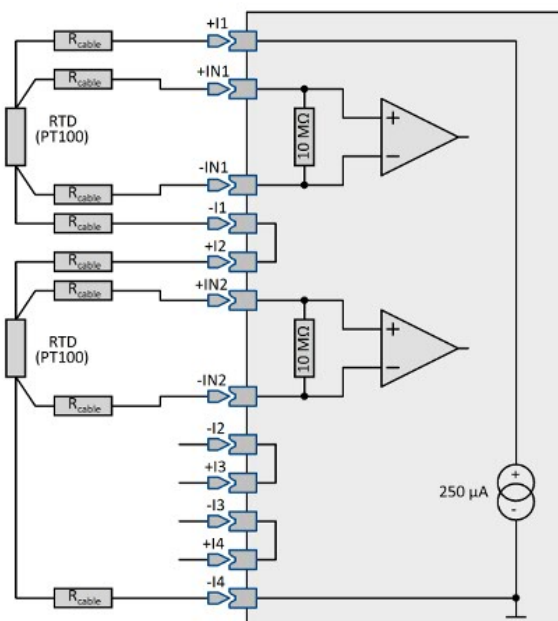 +I1
Rcable
+IN1
Rcable
RTD
(PT100)
10 MΩ
+
−
-IN1
Rcable
-I1
Rcable
+I2
Rcable
+IN2
Rcable
RTD
(PT100)
10 MΩ
+
−
-IN2
Rcable
-I2
+I3
250 µA
+
-
-I3
+I4
-I4
Rcable